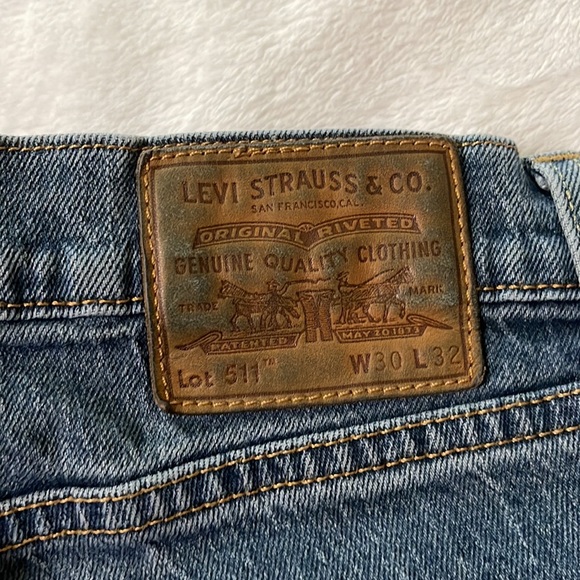 LEVI STRAUSS & CO.
SAN FRANCISCO, CAL.
ORIGINAL RIVETED
GENUINE QUALITY CLOTHING
TRADE MARK
PATENTED MAY 20 1873
Lot 511™ W30 L32